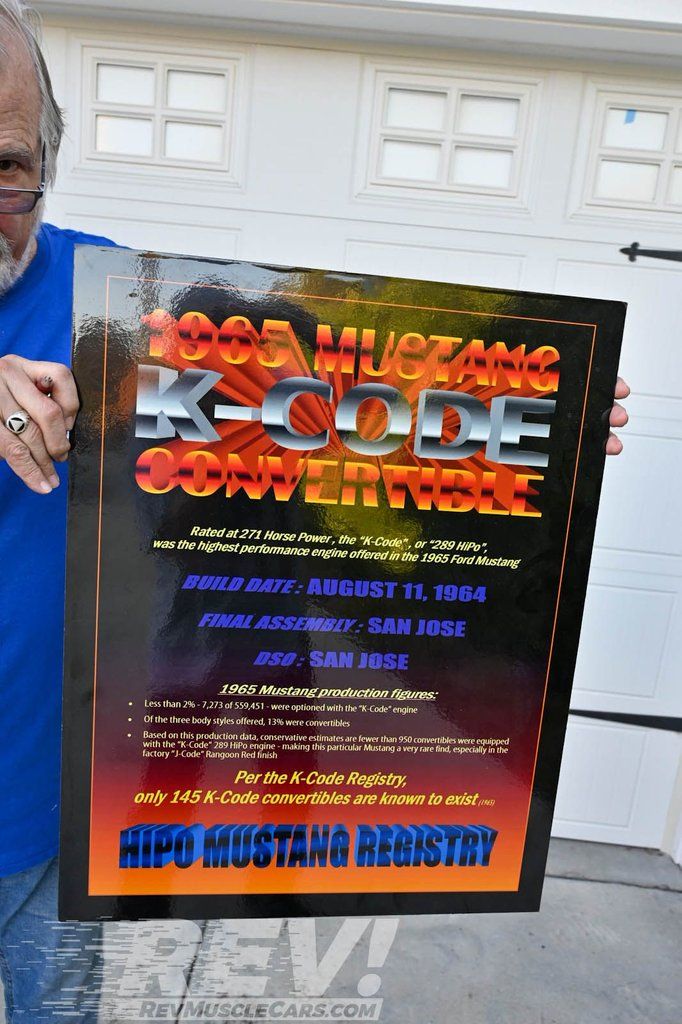 1965 MUSTANG
K-CODE
CONVERTIBLE
Rated at 271 Horse Power, the "K-Code", or "289 HiPo",
was the highest performance engine offered in the 1965 Ford Mustang
BUILD DATE: AUGUST 11, 1964
FINAL ASSEMBLY: SAN JOSE
DSO: SAN JOSE
1965 Mustang production figures:
• Less than 2% - 7,273 of 559,451 - were optioned with the "K-Code" engine
• Of the three body styles offered, 13% were convertibles
• Based on this production data, conservative estimates are fewer than 950 convertibles were equipped
with the "K-Code" 289 HiPo engine - making this particular Mustang a very rare find, especially in the
factory "J-Code" Rangoon Red finish
Per the K-Code Registry,
only 145 K-Code convertibles are known to exist (1965)
HIPO MUSTANG REGISTRY
REV!
REVMUSCLECARS.COM